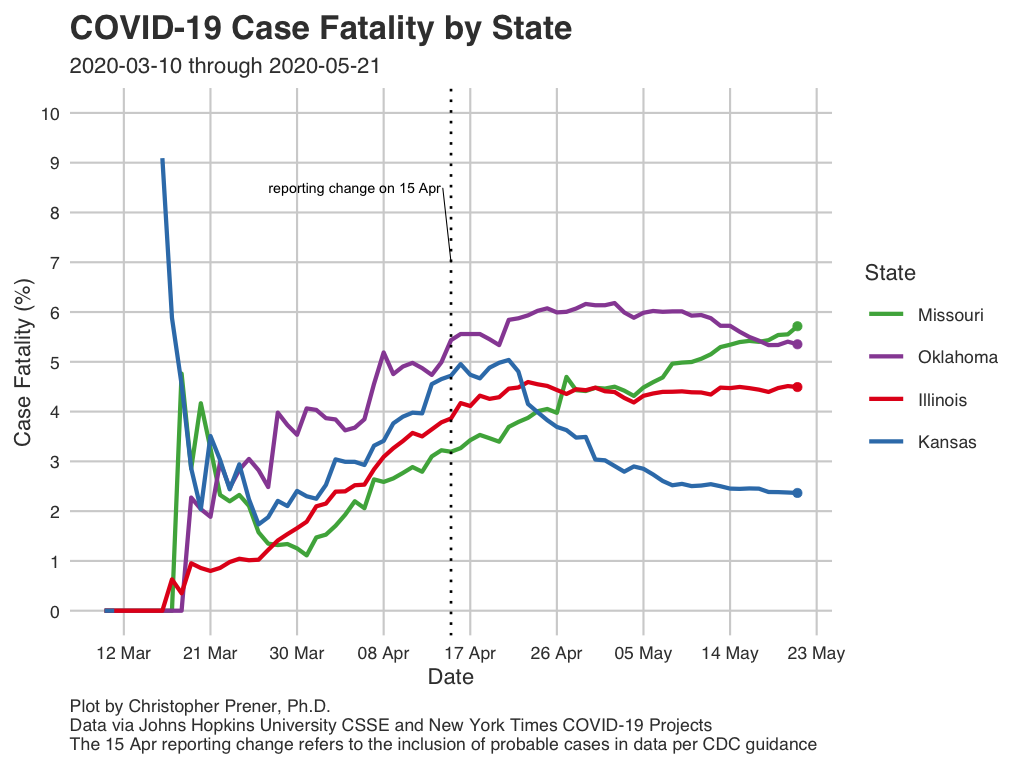 COVID-19 Case Fatality by State
2020-03-10 through 2020-05-21
10
9
8
7
6
5
4
3
2
1
0
Case Fatality (%)
reporting change on 15 Apr
12 Mar
21 Mar
30 Mar
08 Apr
17 Apr
26 Apr
05 May
14 May
23 May
Date
State
Missouri
Oklahoma
Illinois
Kansas
Plot by Christopher Prener, Ph.D.
Data via Johns Hopkins University CSSE and New York Times COVID-19 Projects
The 15 Apr reporting change refers to the inclusion of probable cases in data per CDC guidance